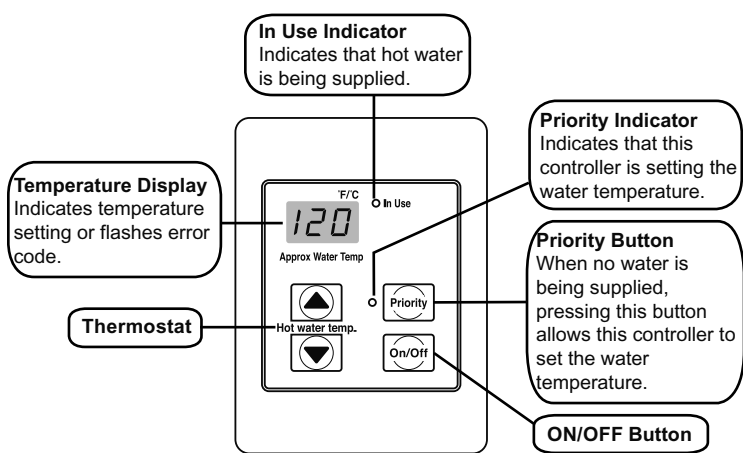 In Use Indicator
Indicates that hot water
is being supplied.
Priority Indicator
Indicates that this
controller is setting the
water temperature.
Temperature Display
Indicates temperature
setting or flashes error
code.
°F/°C
120
In Use
Approx Water Temp
Priority Button
When no water is
being supplied,
pressing this button
allows this controller to
set the water
temperature.
Thermostat
Priority
Hot water temp.
On/Off
ON/OFF Button